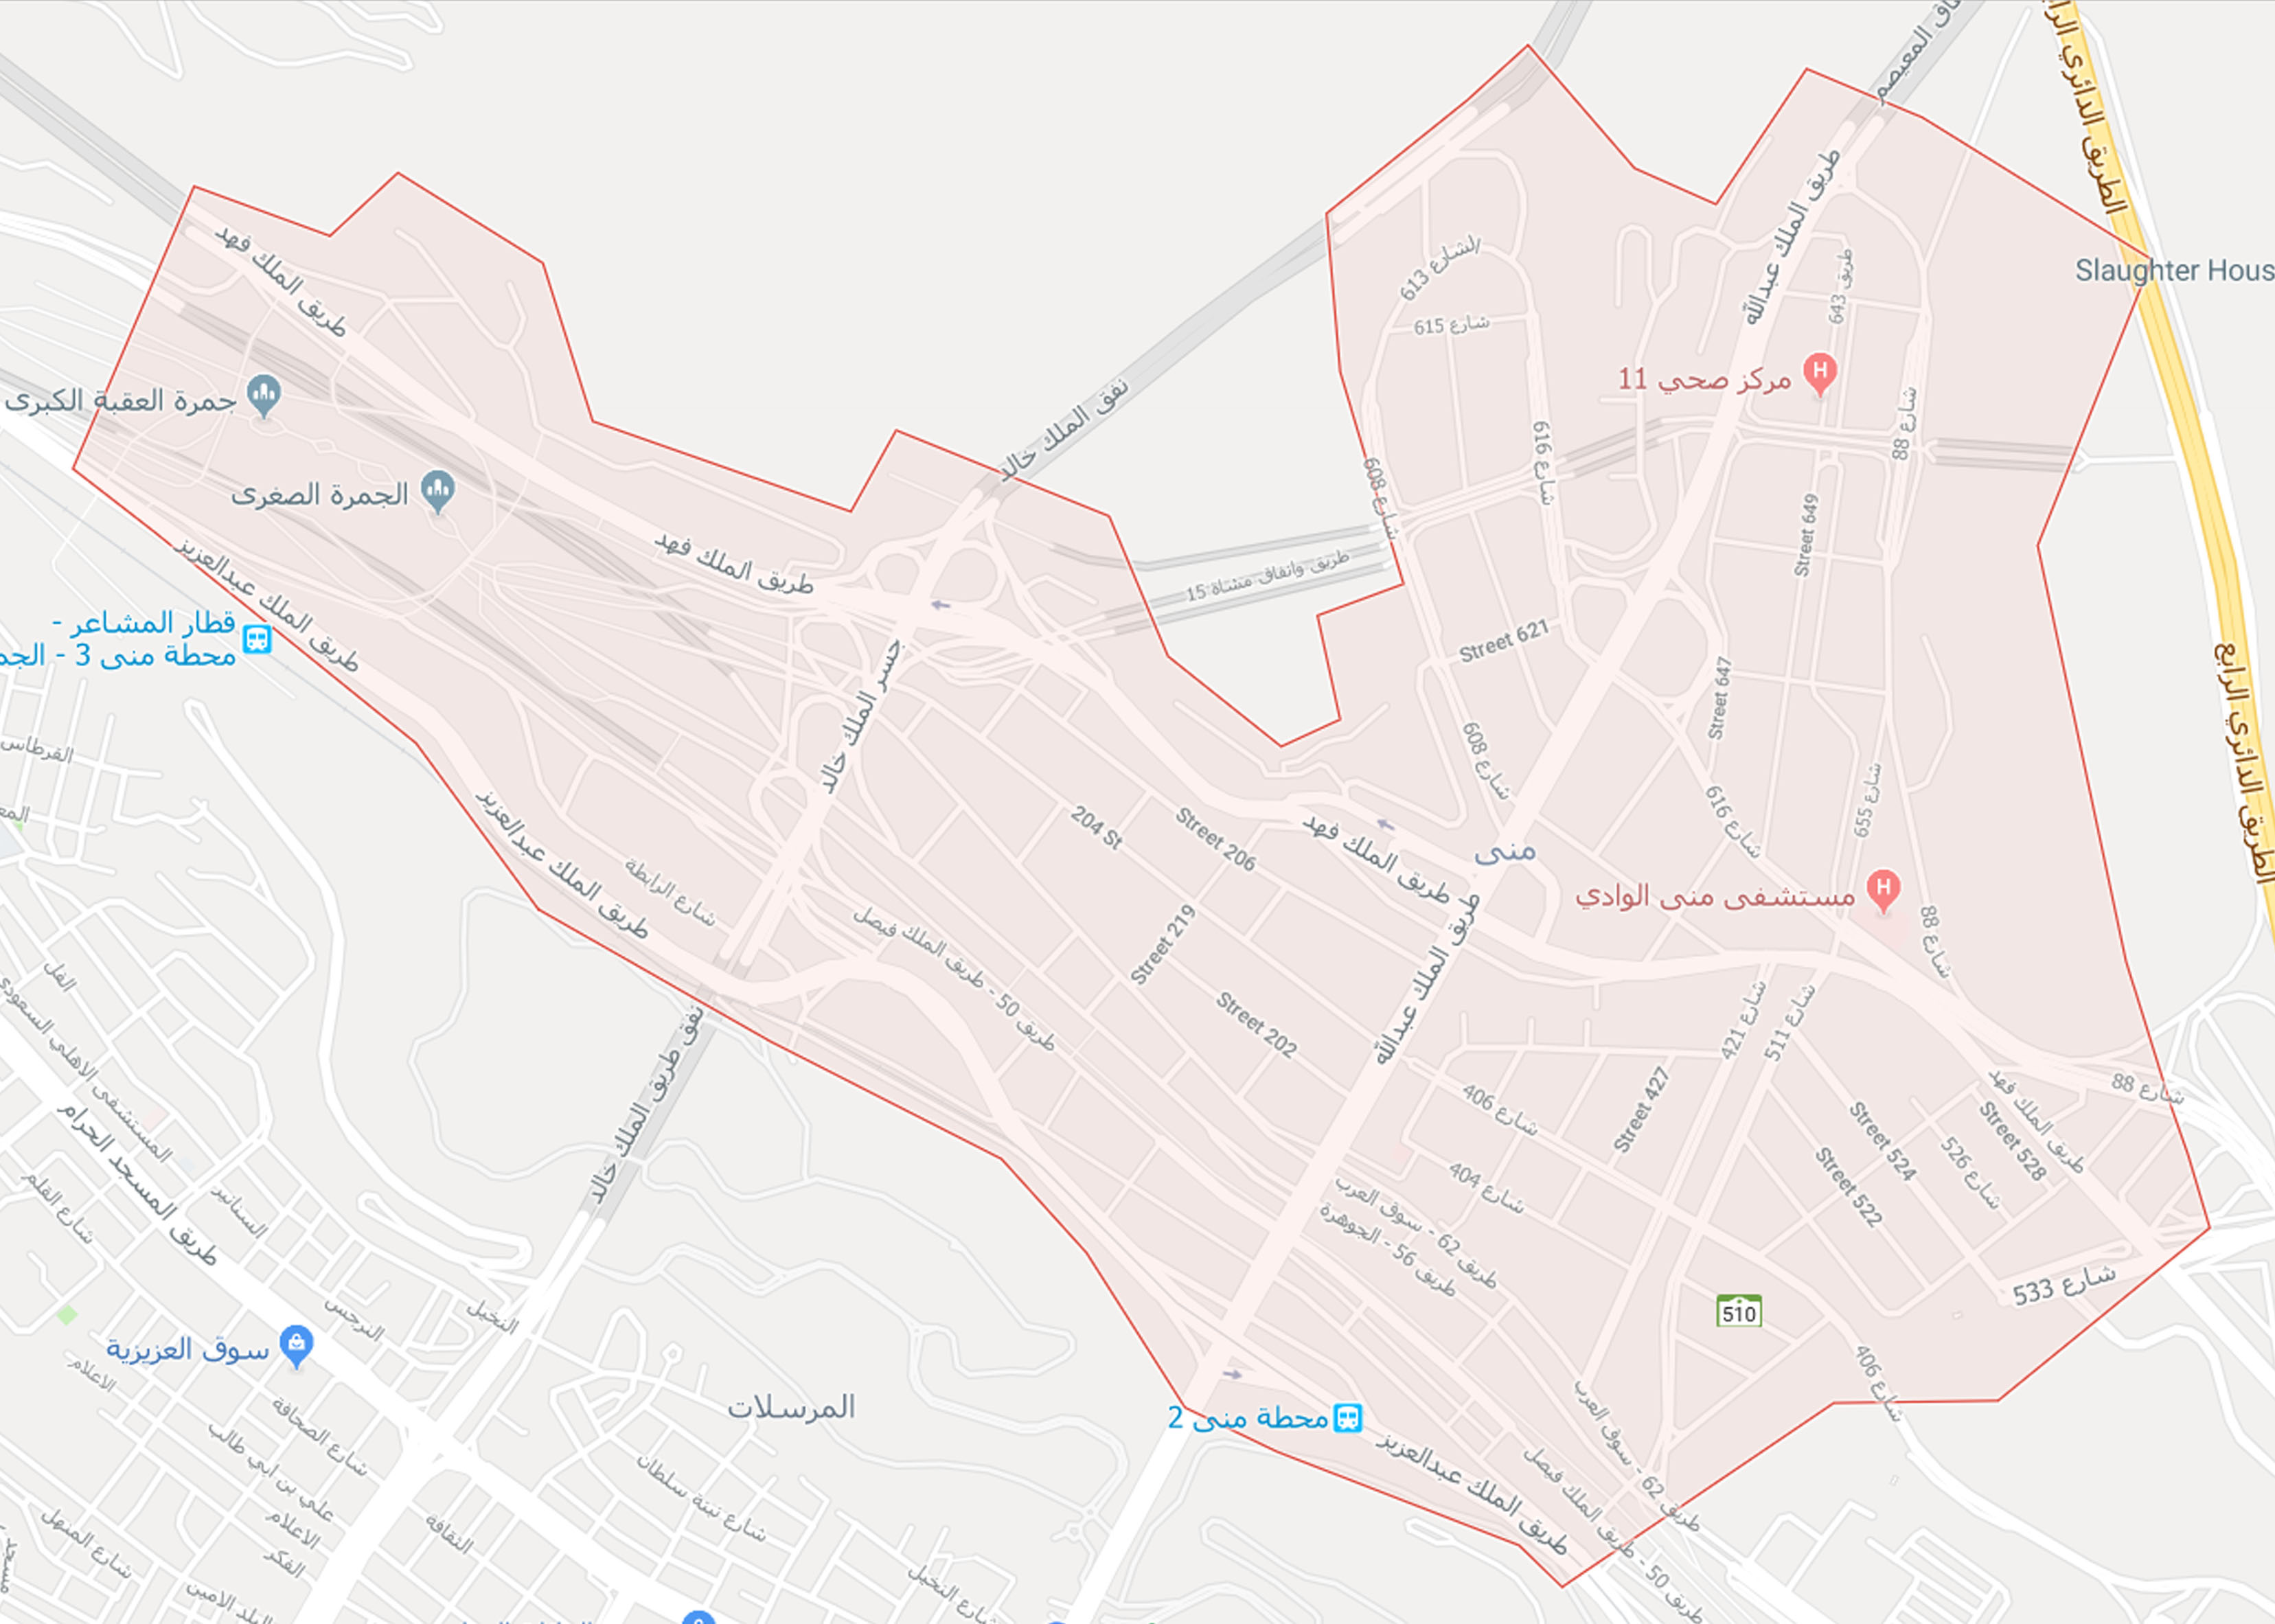 نفاق المعيصم
الطريق الدائري الرابع
طريق الملك فهد
طريق الملك عبدالله
الشارع 613
طريق 643
Slaughter Hous
شارع 615
جمرة العقبة الكبرى
مركز صحي 11
نفق الملك خالد
شارع 88
شارع 616
الجمرة الصغرى
شارع 608
Street 649
طريق الملك عبدالعزيز
طريق الملك فهد
طريق وانفاق مشاة 15
قطار المشاعر -
محطة منى 3 - الجم
Street 621
جسر الملك خالد
Street 647
الطريق الدائري الرابع
القرطاس
شارع 608
شارع 616
شارع 655
204 St
Street 206
طريق الملك فهد
منى
طريق الملك عبدالعزيز
شارع الرابطة
مستشفى منى الوادي
طريق 50 - طريق الملك فيصل
Street 219
طريق الملك عبدالله
شارع 88
الفل
Street 202
شارع 421
شارع 511
المستشفى الاهلي السعودي
نفق طريق الملك خالد
شارع 406
Street 427
شارع 88
طريق الملك فهد
Street 524
Street 528
شارع 526
Street 522
طريق المسجد الحرام
شارع القلم
السنانير
شارع 404
طريق 62 - سوق العرب
طريق 56 - الجوهرة
شارع 533
510
النرجس
النخيل
سوق العزيزية
الاعلام
شارع 406
المرسلات
محطة منى 2
شارع الصحافة
علي بن ابي طالب
طريق الملك عبدالعزيز
طريق 62 - سوق العرب
طريق 50 - طريق الملك فيصل
شارع نبتة سلطان
الاعلام
الثقافة
شارع المنهل
الفكر
شارع النخيل
البلد الامين